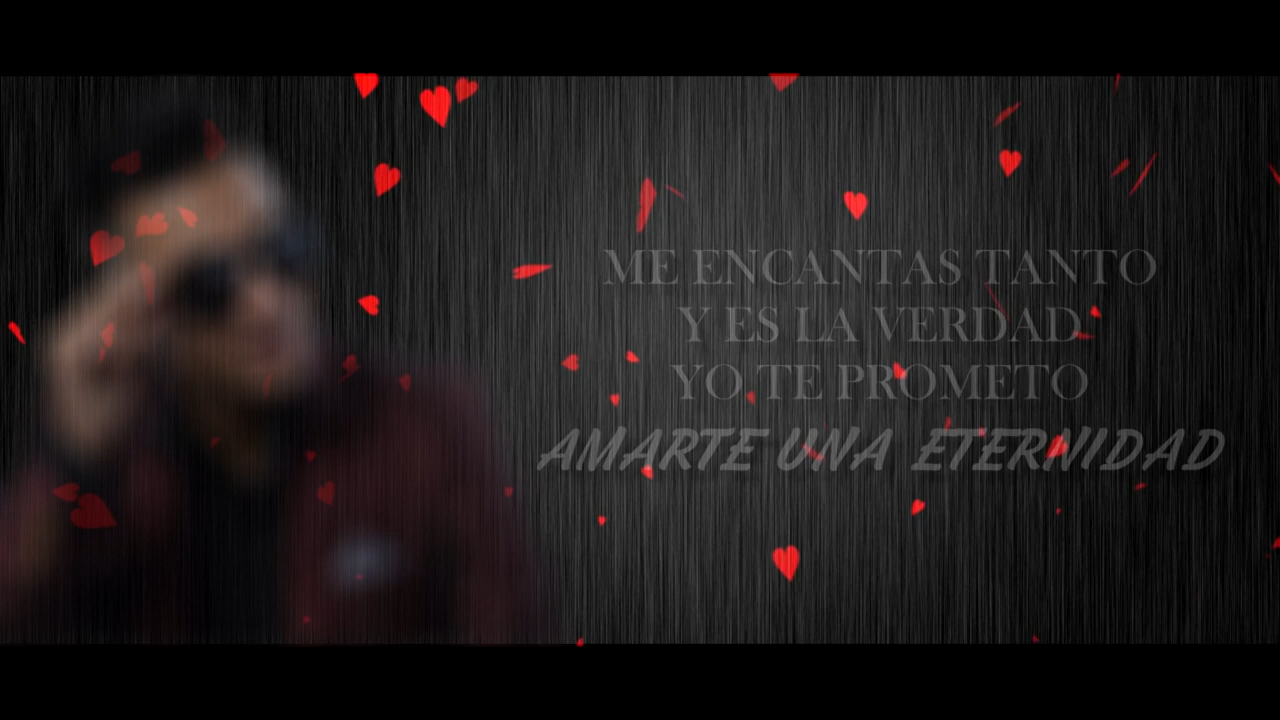 ME ENCANTAS TANTO
Y ES LA VERDAD
YO TE PROMETO
AMARTE UNA ETERNIDAD